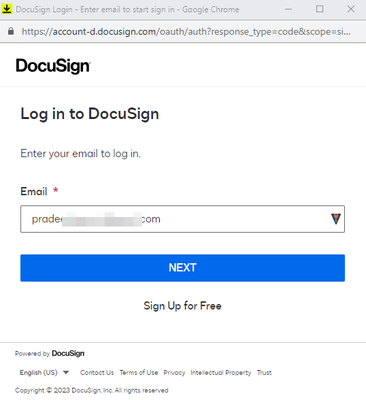 DocuSign Login - Enter email to start sign in - Google Chrome
https://account-d.docusign.com/oauth/auth?response_type=code&scope=si...
DocuSign
Log in to DocuSign
Enter your email to log in.
Email *
.com
NEXT
Sign Up for Free
Powered by DocuSign
English (US) Contact Us Terms of Use Privacy Intellectual Property Trust
Copyright © 2023 DocuSign, Inc. All rights reserved